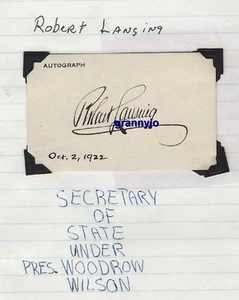 Robert Lansing
AUTOGRAPH
Robert Lansing
grannyjo
Oct. 2, 1922
SECRETARY
OF
STATE
UNDER
PRES. WOODROW
WILSON